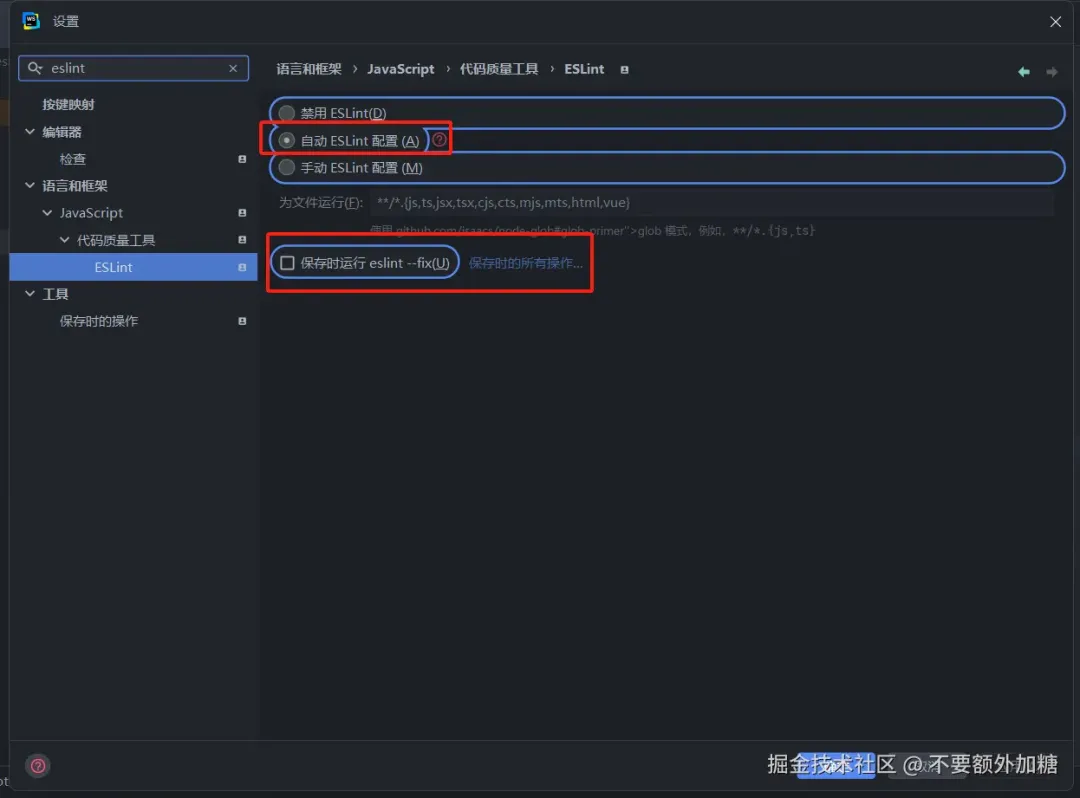 WS
设置
eslint
按键映射
编辑器
检查
语言和框架
JavaScript
代码质量工具
ESLint
工具
保存时的操作
语言和框架 › JavaScript › 代码质量工具 › ESLint
禁用 ESLint(D)
自动 ESLint 配置 (A)
手动 ESLint 配置 (M)
为文件运行(F): **/*.{js,ts,jsx,tsx,cjs,cts,mjs,mts,html,vue}
使用 github.com/isaacs/node-glob#glob-primer">glob 模式，例如，**/*.{js,ts}
保存时运行 eslint --fix(U) 保存时的所有操作...
掘金技术社区 @ 不要额外加糖